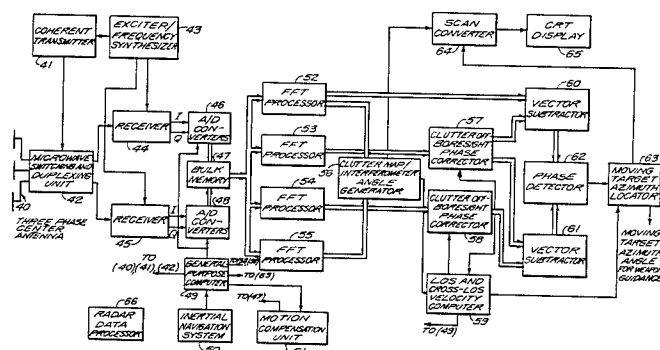 COHERENT
TRANSMITTER
41
EXCITER/
FREQUENCY
SYNTHESIZER
43
SCAN
CONVERTER
64
CRT
DISPLAY
65
52
FFT
PROCESSOR
60
VECTOR
SUBTRACTOR
RECEIVER
44
I
Q
46
A/D
CON-
VERTERS
53
FFT
PROCESSOR
57
CLUTTER OFF
BORESIGHT
PHASE
CORRECTOR
MICROWAVE
SWITCHING AND
DUPLEXING
UNIT
42
40
THREE PHASE
CENTER
ANTENNA
47
BULK
MEMORY
56
CLUTTER MAP/
INTERFEROMETER
ANGLE
GENERATOR
62
PHASE
DETECTOR
63
MOVING
TARGET
AZIMUTH
LOCATOR
54
FFT
PROCESSOR
CLUTTER OFF-
BORESIGHT
PHASE
CORRECTOR
58
RECEIVER
45
I
Q
48
A/D
CON-
VERTERS
55
FFT
PROCESSOR
61
VECTOR
SUBTRACTOR
MOVING
TARGET
AZIMUTH
ANGLE
FOR WEAPON
GUIDANCE
TO
(40)(41)(42)
GENERAL
PURPOSE
COMPUTER
49
TO(63)
TO(47)
LOS AND
CROSS-LOS
VELOCITY
COMPUTER
59
TO(49)
66
RADAR DATA
PROCESSOR
INERTIAL
NAVIGATION
SYSTEM
MOTION
COMPENSATION
UNIT